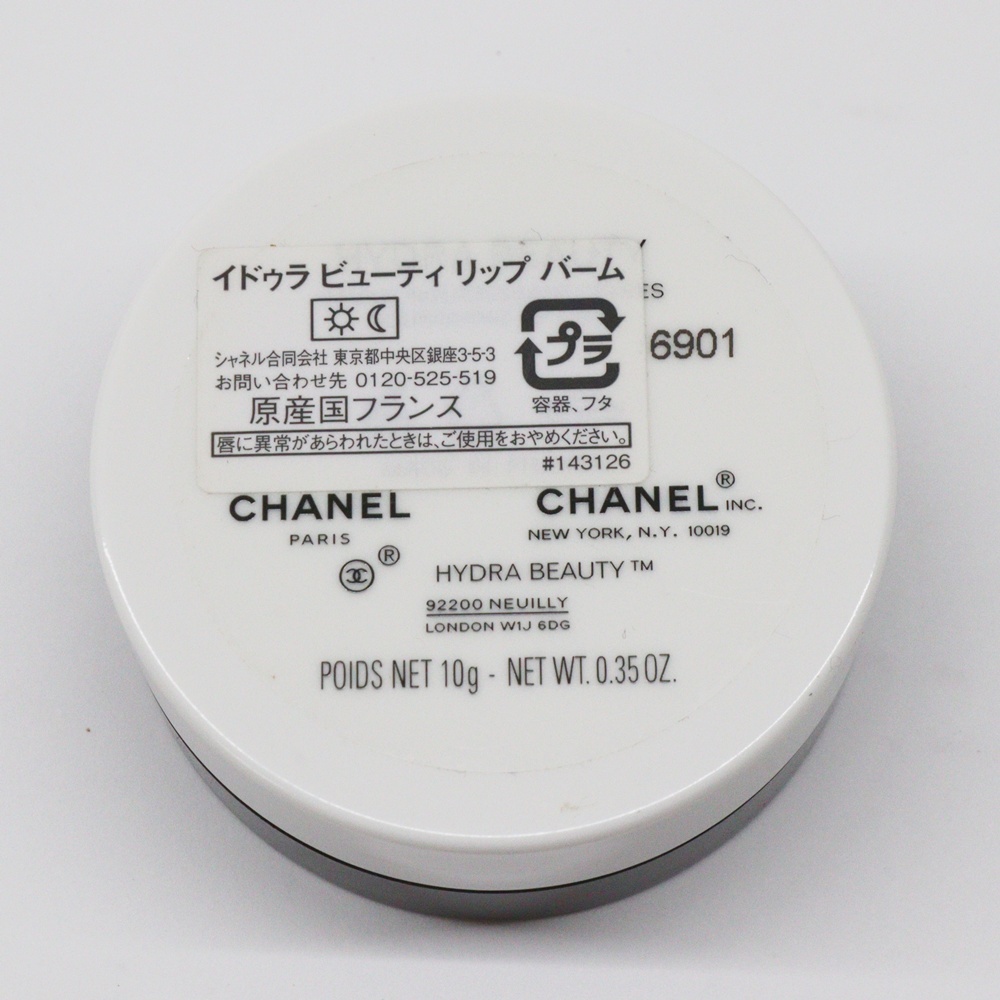 イドゥラ ビューティ リップ バーム
シャネル合同会社 東京都中央区銀座3-5-3
お問い合わせ先 0120-525-519
原産国フランス
プラ
容器、フタ
唇に異常があらわれたときは、ご使用をおやめください。
#143126
ES
6901
CHANEL
PARIS
CHANEL® INC.
NEW YORK, N.Y. 10019
®
HYDRA BEAUTY™
92200 NEUILLY
LONDON W1J 6DG
POIDS NET 10g - NET WT. 0.35 OZ.